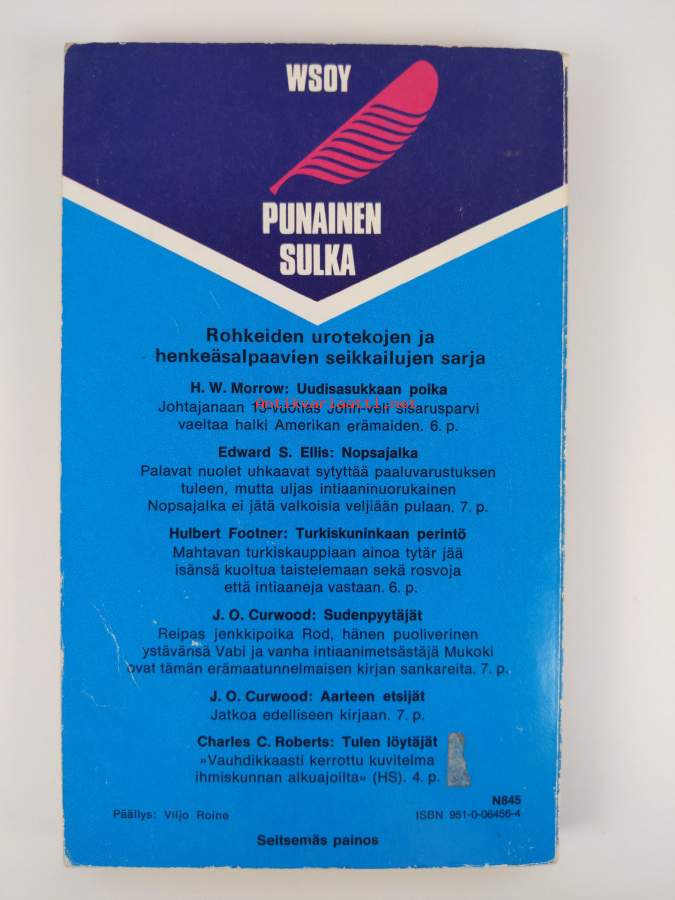 WSOY
PUNAINEN
SULKA
Rohkeiden urotekojen ja
henkeäsalpaavien seikkailujen sarja
H. W. Morrow: Uudisasukkaan poika
Johtajanaan 13-vuotias John-veli sisarusparvi
antikvariaatti.net
vaeltaa halki Amerikan erämaiden. 6. p.
Edward S. Ellis: Nopsajalka
Palavat nuolet uhkaavat sytyttää paaluvarustuksen
tuleen, mutta uljas intiaaninuorukainen
Nopsajalka ei jätä valkoisia veljiään pulaan. 7. p.
Hulbert Footner: Turkiskuninkaan perintö
Mahtavan turkiskauppiaan ainoa tytär jää
isänsä kuoltua taistelemaan sekä rosvoja
että intiaaneja vastaan. 6. p.
J. O. Curwood: Sudenpyytäjät
Reipas jenkkipoika Rod, hänen puoliverinen
ystävänsä Vabi ja vanha intiaanimetsästäjä Mukoki
ovat tämän erämaatunnelmaisen kirjan sankareita. 7. p.
J. O. Curwood: Aarteen etsijät
Jatkoa edelliseen kirjaan. 7. p.
Charles C. Roberts: Tulen löytäjät
»Vauhdikkaasti kerrottu kuvitelma
ihmiskunnan alkuajoilta» (HS). 4. p.
N845
Päällys: Viljo Roine
ISBN 951-0-06456-4
Seitsemäs painos